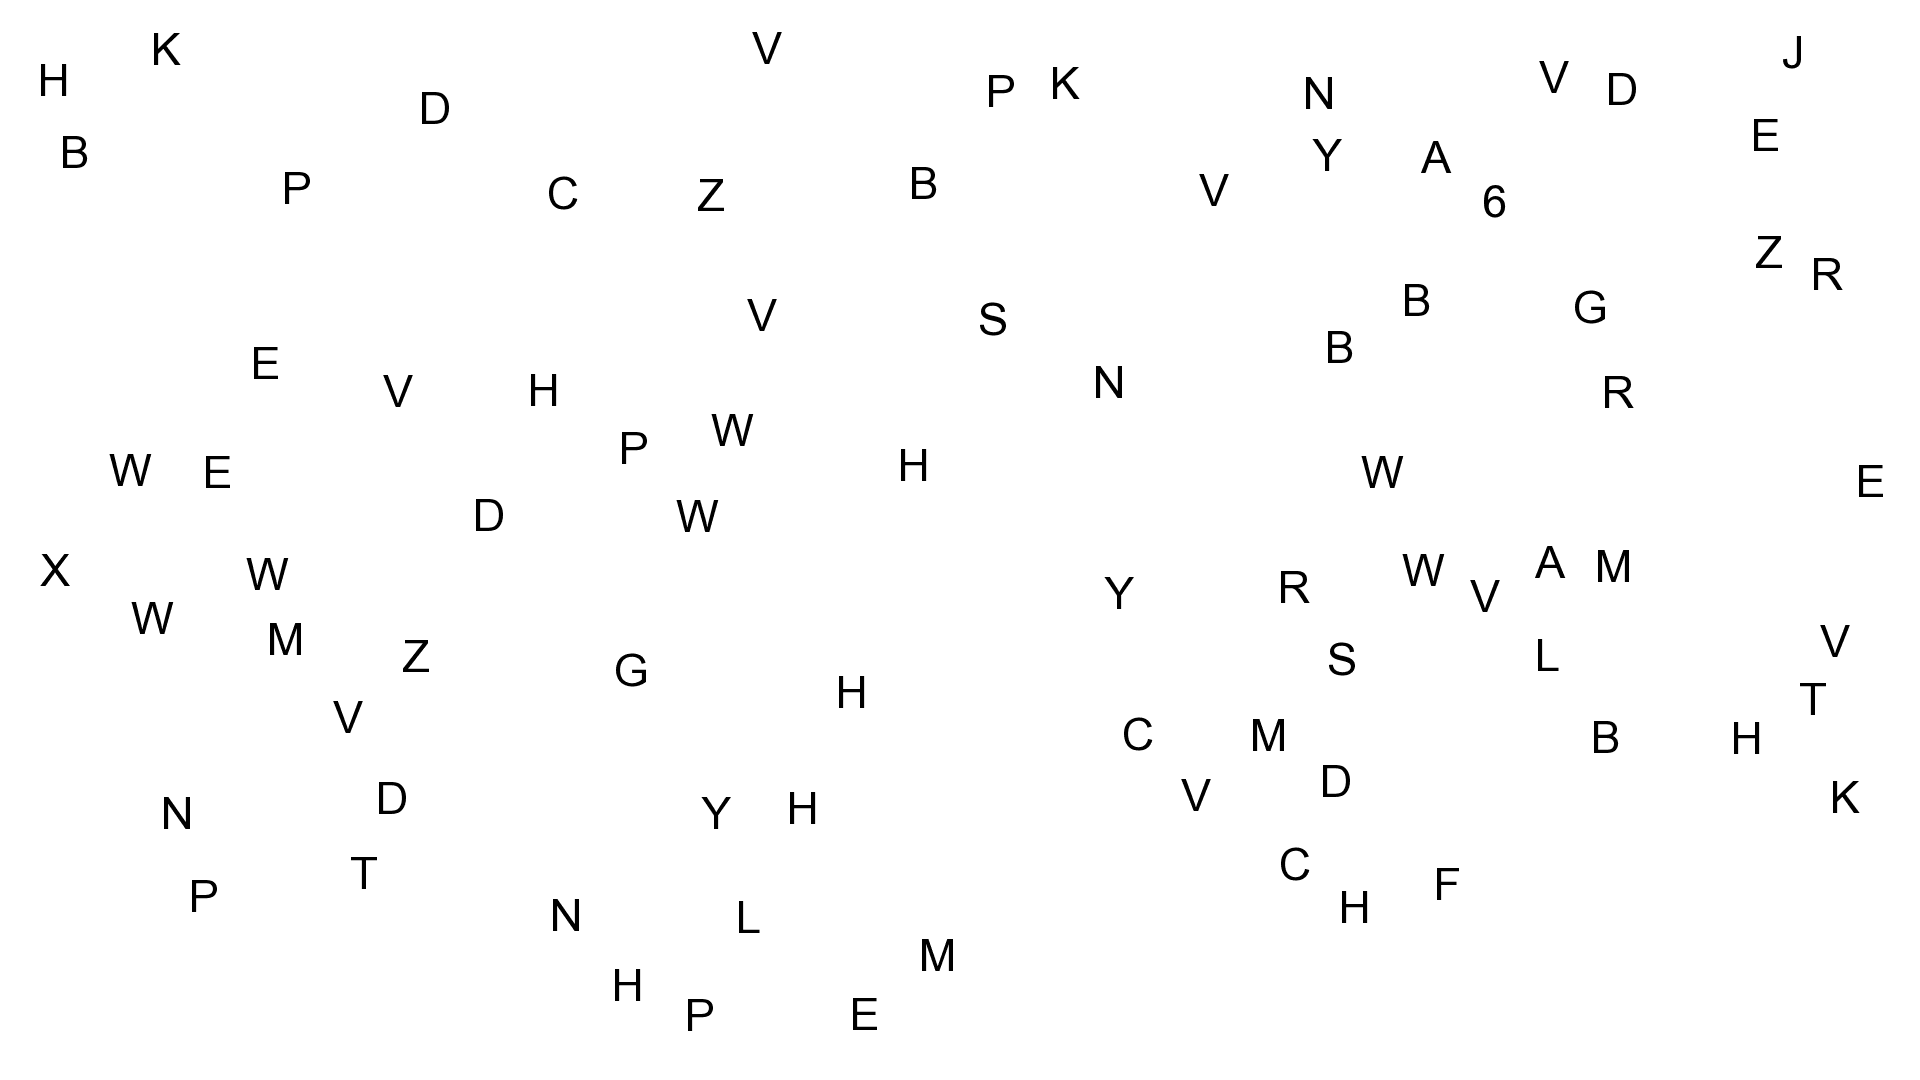 K V J
H P K N V D
D E
B Y A
P C Z B V 6
Z R
V S B G
E V H N B R
P W
W E H W E
D W
X W Y R W V A M
W M Z G S L V
V H T
C M B H
N D Y H V D K
P T C F
N L H
M
H P E